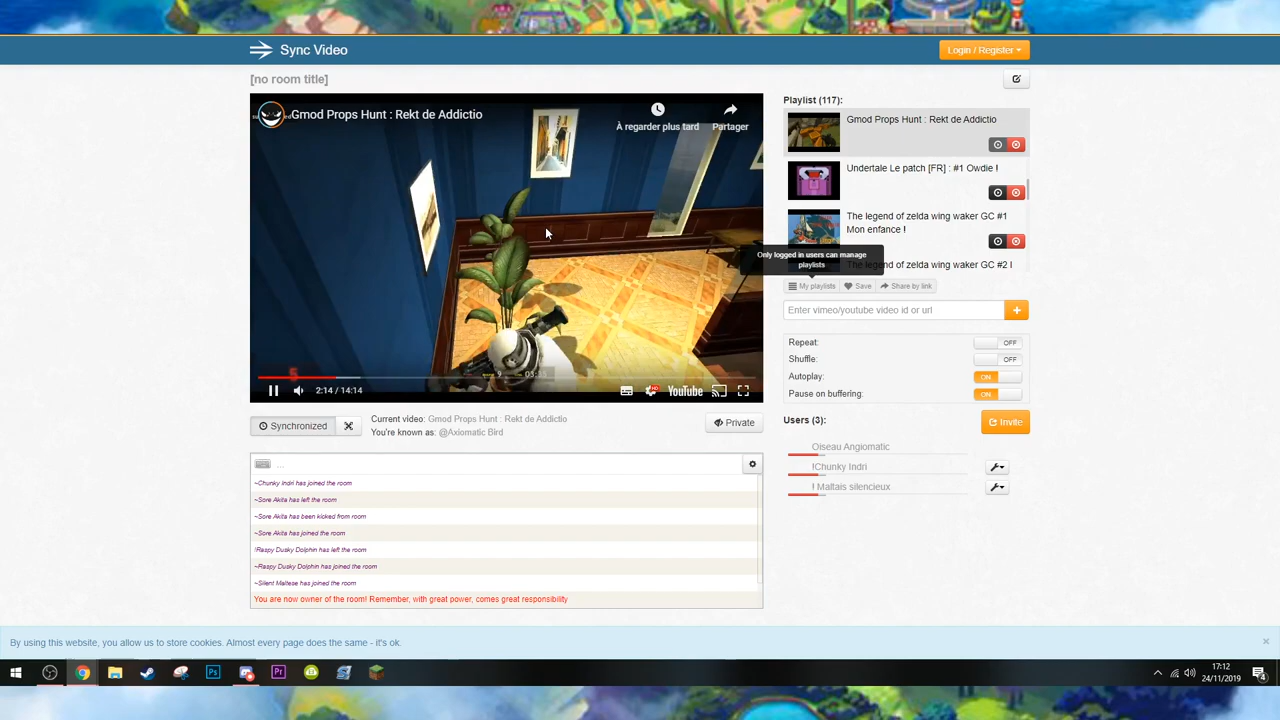 Sync Video
Login / Register
[no room title]
Gmod Props Hunt : Rekt de Addictio
À regarder plus tard
Partager
2:14 / 14:14
HD
YouTube
Playlist (117):
Gmod Props Hunt : Rekt de Addictio
Undertale Le patch [FR] : #1 Owdie !
The legend of zelda wing waker GC #1
Mon enfance !
The legend of zelda wing waker GC #2 I
Only logged in users can manage
playlists
My playlists
Save
Share by link
Enter vimeo/youtube video id or url
Repeat: OFF
Shuffle: OFF
Autoplay: ON
Pause on buffering: ON
Users (3):
Invite
Oiseau Angiomatic
!Chunky Indri
! Maltais silencieux
Synchronized
Current video: Gmod Props Hunt : Rekt de Addictio
You're known as: @Axiomatic Bird
Private
...
~Chunky Indri has joined the room
~Sore Akita has left the room
~Sore Akita has been kicked from room
~Sore Akita has joined the room
!Raspy Dusky Dolphin has left the room
~Raspy Dusky Dolphin has joined the room
~Silent Maltese has joined the room
You are now owner of the room! Remember, with great power, comes great responsibility
By using this website, you allow us to store cookies. Almost every page does the same - it's ok.
Ps
Pr
17:12
24/11/2019
4